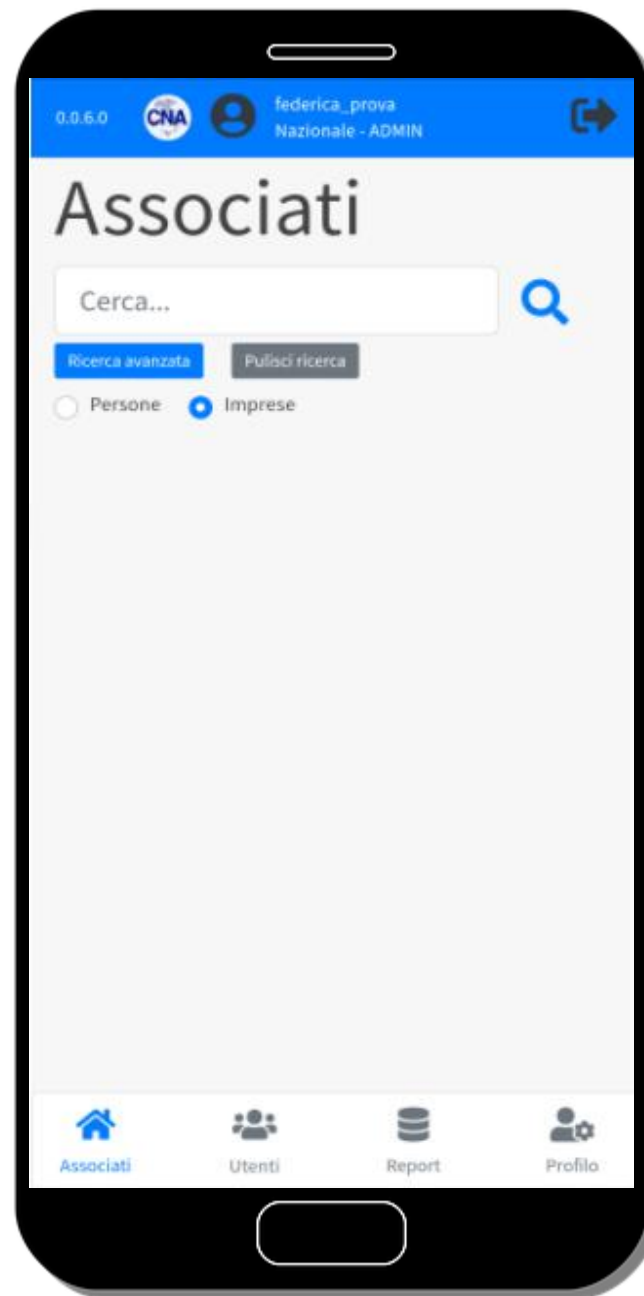 0.0.6.0
CNA
federica_prova
Nazionale - ADMIN
Associati
Cerca...
Ricerca avanzata
Pulisci ricerca
Persone
Imprese
Associati
Utenti
Report
Profilo